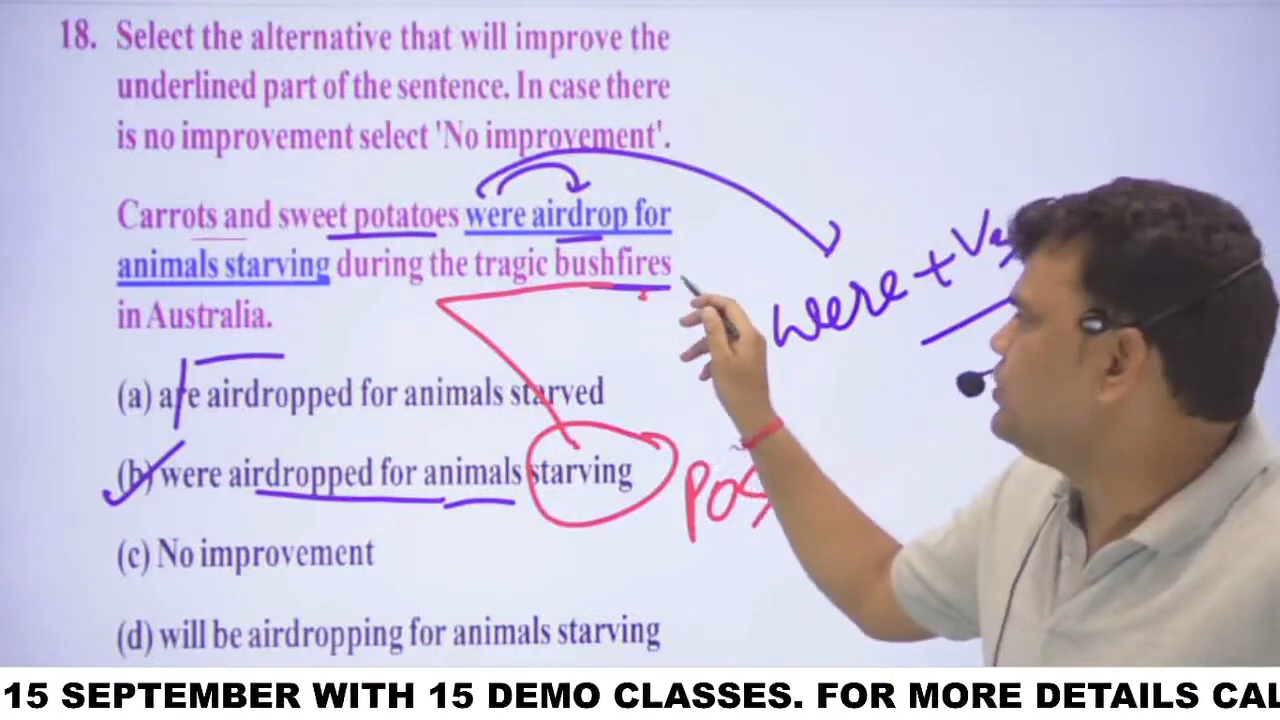 18. Select the alternative that will improve the
underlined part of the sentence. In case there
is no improvement select 'No improvement'.
Carrots and sweet potatoes were airdrop for
animals starving during the tragic bushfires
in Australia.
were + V₃
(a) are airdropped for animals starved
(b) were airdropped for animals starving
pos
(c) No improvement
(d) will be airdropping for animals starving
15 SEPTEMBER WITH 15 DEMO CLASSES. FOR MORE DETAILS CAL